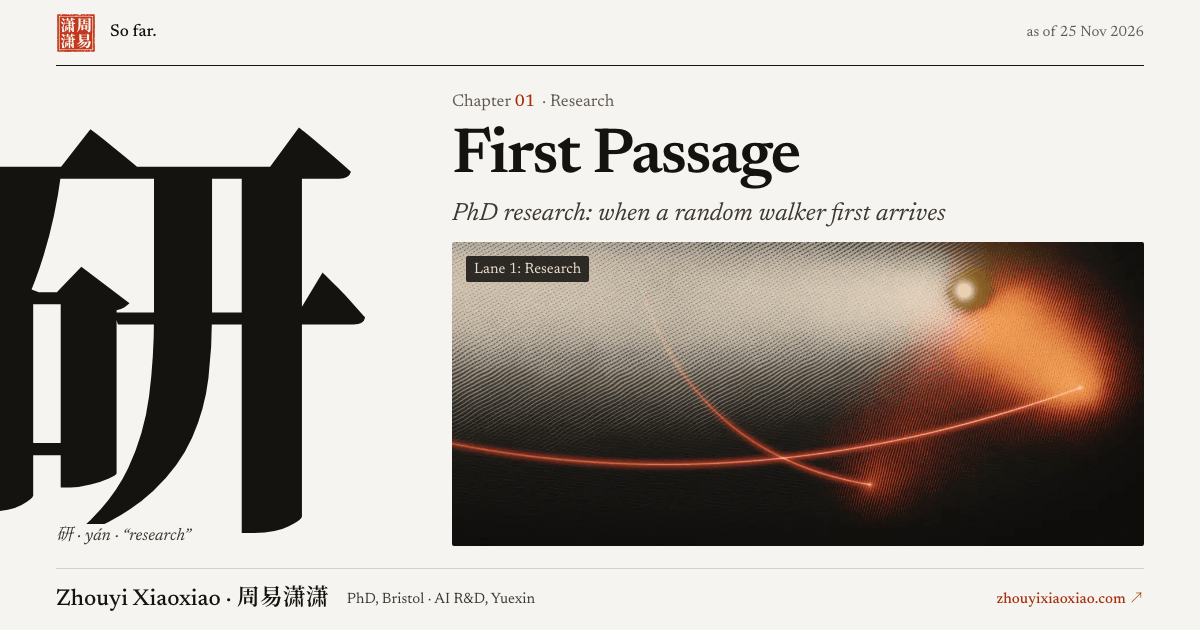 周易潇潇
So far.
as of 25 Nov 2026
Chapter 01 · Research
First Passage
PhD research: when a random walker first arrives
Lane 1: Research
研
研 · yán · “research”
Zhouyi Xiaoxiao · 周易潇潇
PhD, Bristol · AI R&D, Yuexin
zhouyixiaoxiao.com ↗